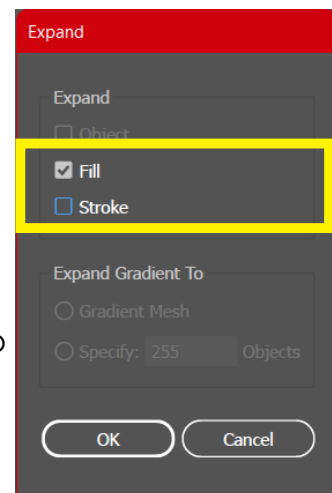 Expand
Expand
Object
Fill
Stroke
Expand Gradient To
Gradient Mesh
Specify: 255 Objects
OK Cancel